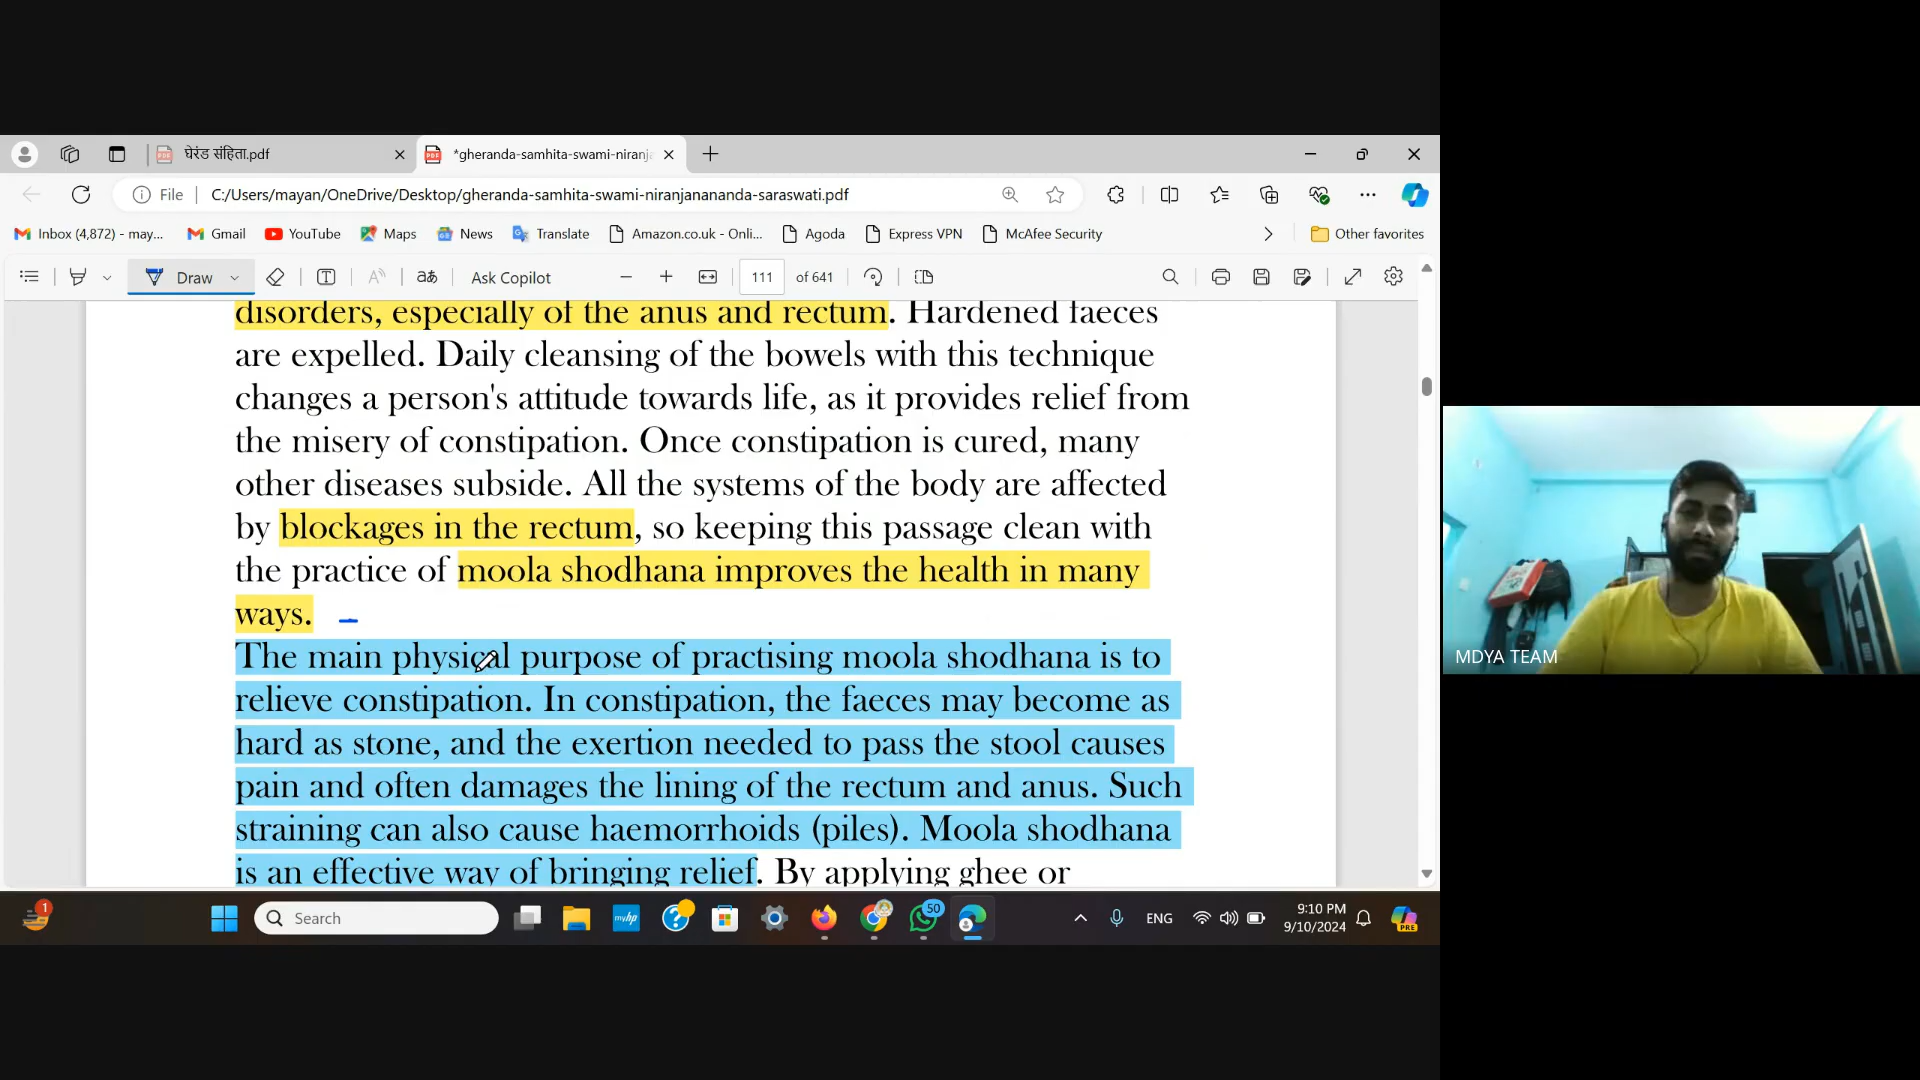 घेरंड संहिता.pdf
*gheranda-samhita-swami-niranj
File
C:/Users/mayan/OneDrive/Desktop/gheranda-samhita-swami-niranjanananda-saraswati.pdf
Inbox (4,872) - may...
Gmail
YouTube
Maps
News
Translate
Amazon.co.uk - Onli...
Agoda
Express VPN
McAfee Security
Other favorites
Draw
Ask Copilot
111 of 641
disorders, especially of the anus and rectum. Hardened faeces
are expelled. Daily cleansing of the bowels with this technique
changes a person's attitude towards life, as it provides relief from
the misery of constipation. Once constipation is cured, many
other diseases subside. All the systems of the body are affected
by blockages in the rectum, so keeping this passage clean with
the practice of moola shodhana improves the health in many
ways.
The main physical purpose of practising moola shodhana is to
relieve constipation. In constipation, the faeces may become as
hard as stone, and the exertion needed to pass the stool causes
pain and often damages the lining of the rectum and anus. Such
straining can also cause haemorrhoids (piles). Moola shodhana
is an effective way of bringing relief. By applying ghee or
MDYA TEAM
1
Search
myhp
50
ENG
9:10 PM
9/10/2024
PRE